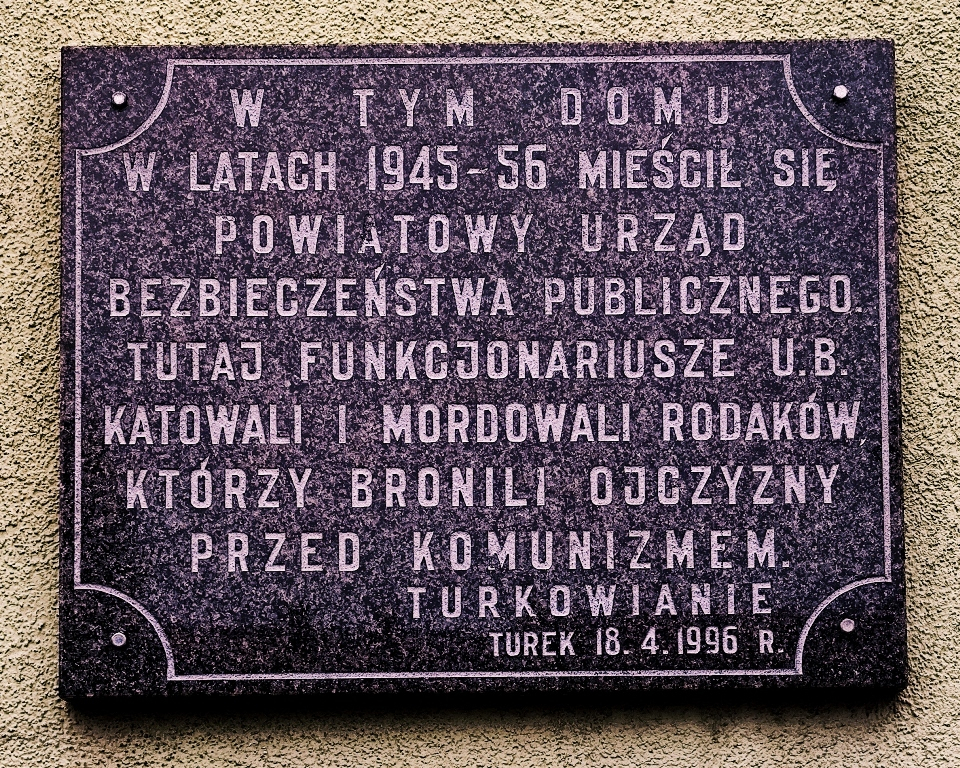 W TYM DOMU
W LATACH 1945-56 MIEŚCIŁ SIĘ
POWIATOWY URZĄD
BEZBIECZEŃSTWA PUBLICZNEGO.
TUTAJ FUNKCJONARIUSZE U.B.
KATOWALI I MORDOWALI RODAKÓW,
KTÓRZY BRONILI OJCZYZNY
PRZED KOMUNIZMEM.
TURKOWIANIE
TUREK 18.4.1996 R.